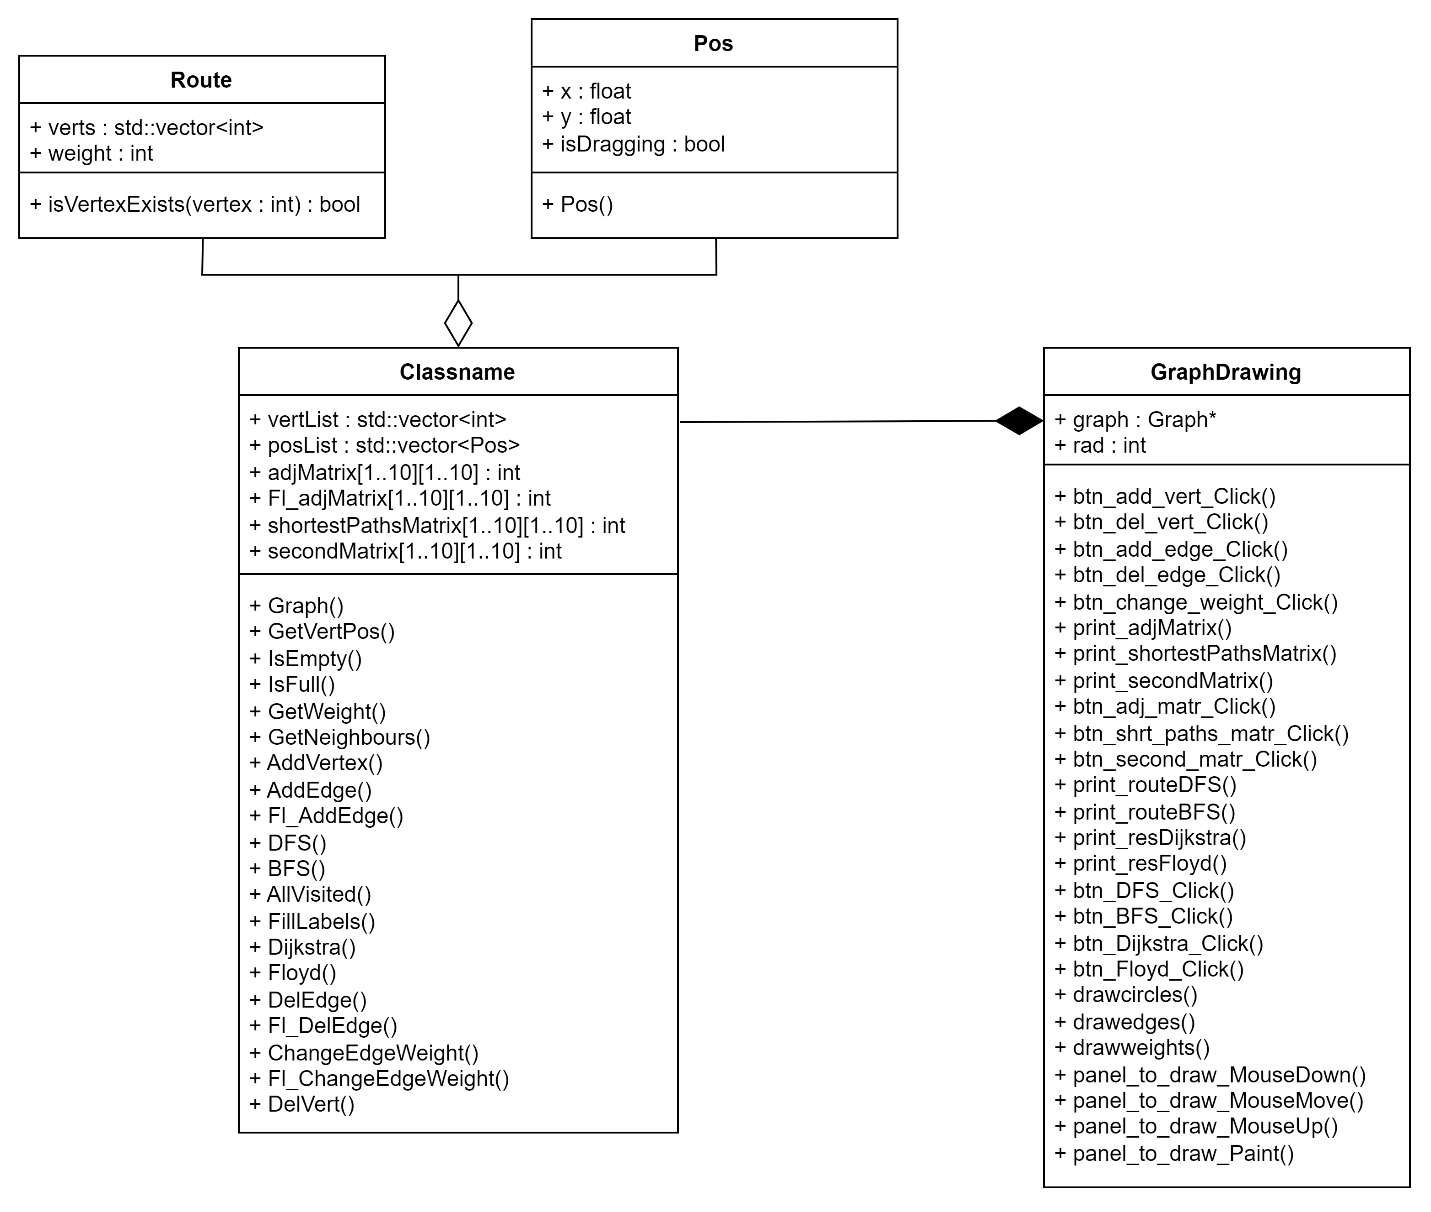 Route
+ verts : std::vector<int>
+ weight : int
+ isVertexExists(vertex : int) : bool
Pos
+ x : float
+ y : float
+ isDragging : bool
+ Pos()
Classname
+ vertList : std::vector<int>
+ posList : std::vector<Pos>
+ adjMatrix[1..10][1..10] : int
+ Fl_adjMatrix[1..10][1..10] : int
+ shortestPathsMatrix[1..10][1..10] : int
+ secondMatrix[1..10][1..10] : int
+ Graph()
+ GetVertPos()
+ IsEmpty()
+ IsFull()
+ GetWeight()
+ GetNeighbours()
+ AddVertex()
+ AddEdge()
+ Fl_AddEdge()
+ DFS()
+ BFS()
+ AllVisited()
+ FillLabels()
+ Dijkstra()
+ Floyd()
+ DelEdge()
+ Fl_DelEdge()
+ ChangeEdgeWeight()
+ Fl_ChangeEdgeWeight()
+ DelVert()
GraphDrawing
+ graph : Graph*
+ rad : int
+ btn_add_vert_Click()
+ btn_del_vert_Click()
+ btn_add_edge_Click()
+ btn_del_edge_Click()
+ btn_change_weight_Click()
+ print_adjMatrix()
+ print_shortestPathsMatrix()
+ print_secondMatrix()
+ btn_adj_matr_Click()
+ btn_shrt_paths_matr_Click()
+ btn_second_matr_Click()
+ print_routeDFS()
+ print_routeBFS()
+ print_resDijkstra()
+ print_resFloyd()
+ btn_DFS_Click()
+ btn_BFS_Click()
+ btn_Dijkstra_Click()
+ btn_Floyd_Click()
+ drawcircles()
+ drawedges()
+ drawweights()
+ panel_to_draw_MouseDown()
+ panel_to_draw_MouseMove()
+ panel_to_draw_MouseUp()
+ panel_to_draw_Paint()